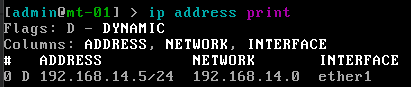 [admin@mt-01] > ip address print
Flags: D - DYNAMIC
Columns: ADDRESS, NETWORK, INTERFACE
#   ADDRESS          NETWORK       INTERFACE
0 D 192.168.14.5/24  192.168.14.0  ether1